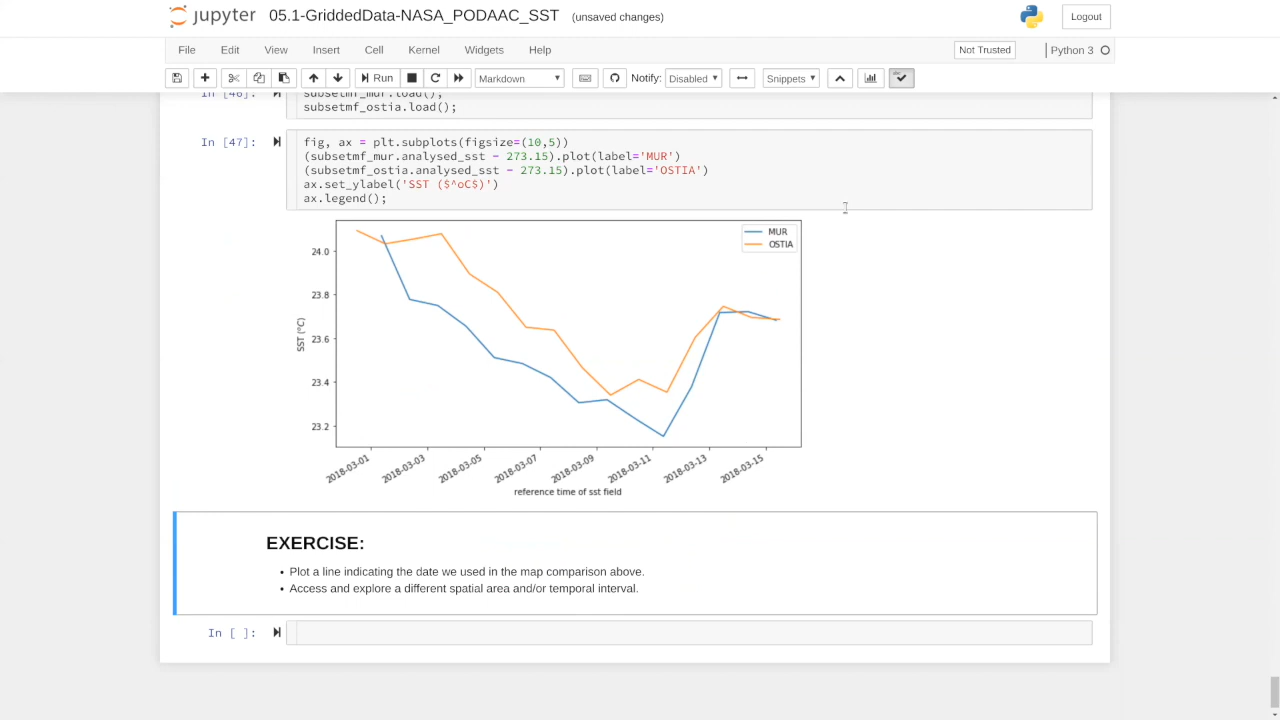 jupyter 05.1-GriddedData-NASA_PODAAC_SST (unsaved changes) Logout
File Edit View Insert Cell Kernel Widgets Help Not Trusted Python 3
Run Markdown Notify: Disabled Snippets
In [46]: subsetmf_mur.load();
subsetmf_ostia.load();
In [47]: fig, ax = plt.subplots(figsize=(10,5))
(subsetmf_mur.analysed_sst - 273.15).plot(label='MUR')
(subsetmf_ostia.analysed_sst - 273.15).plot(label='OSTIA')
ax.set_ylabel('SST ($^oC$)')
ax.legend();
MUR
OSTIA
24.0
23.8
23.6
23.4
23.2
SST (°C)
2018-03-01 2018-03-03 2018-03-05 2018-03-07 2018-03-09 2018-03-11 2018-03-13 2018-03-15
reference time of sst field
EXERCISE:
• Plot a line indicating the date we used in the map comparison above.
• Access and explore a different spatial area and/or temporal interval.
In [ ]: